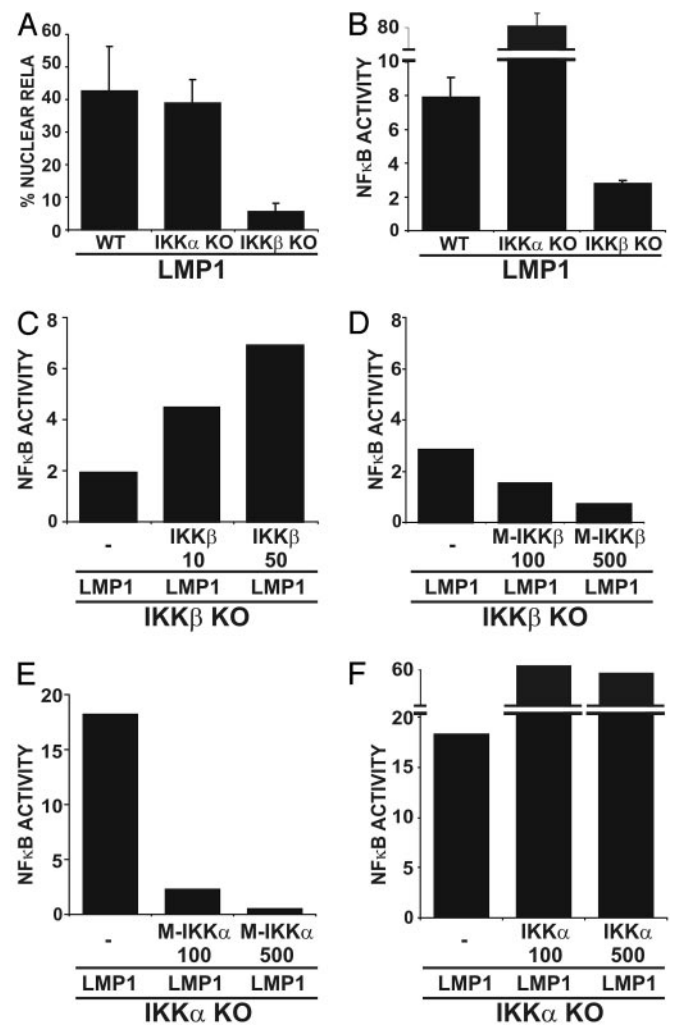 A
% NUCLEAR RELA
60
50
40
30
20
10
0
WT IKKα KO IKKβ KO
LMP1
B
NFκB ACTIVITY
80
10
8
6
4
2
0
WT IKKα KO IKKβ KO
LMP1
C
NFκB ACTIVITY
8
6
4
2
0
- IKKβ IKKβ
10 50
LMP1 LMP1 LMP1
IKKβ KO
D
NFκB ACTIVITY
8
6
4
2
0
- M-IKKβ M-IKKβ
100 500
LMP1 LMP1 LMP1
IKKβ KO
E
NFκB ACTIVITY
20
15
10
5
0
- M-IKKα M-IKKα
100 500
LMP1 LMP1 LMP1
IKKα KO
F
NFκB ACTIVITY
60
20
15
10
5
0
- IKKα IKKα
100 500
LMP1 LMP1 LMP1
IKKα KO